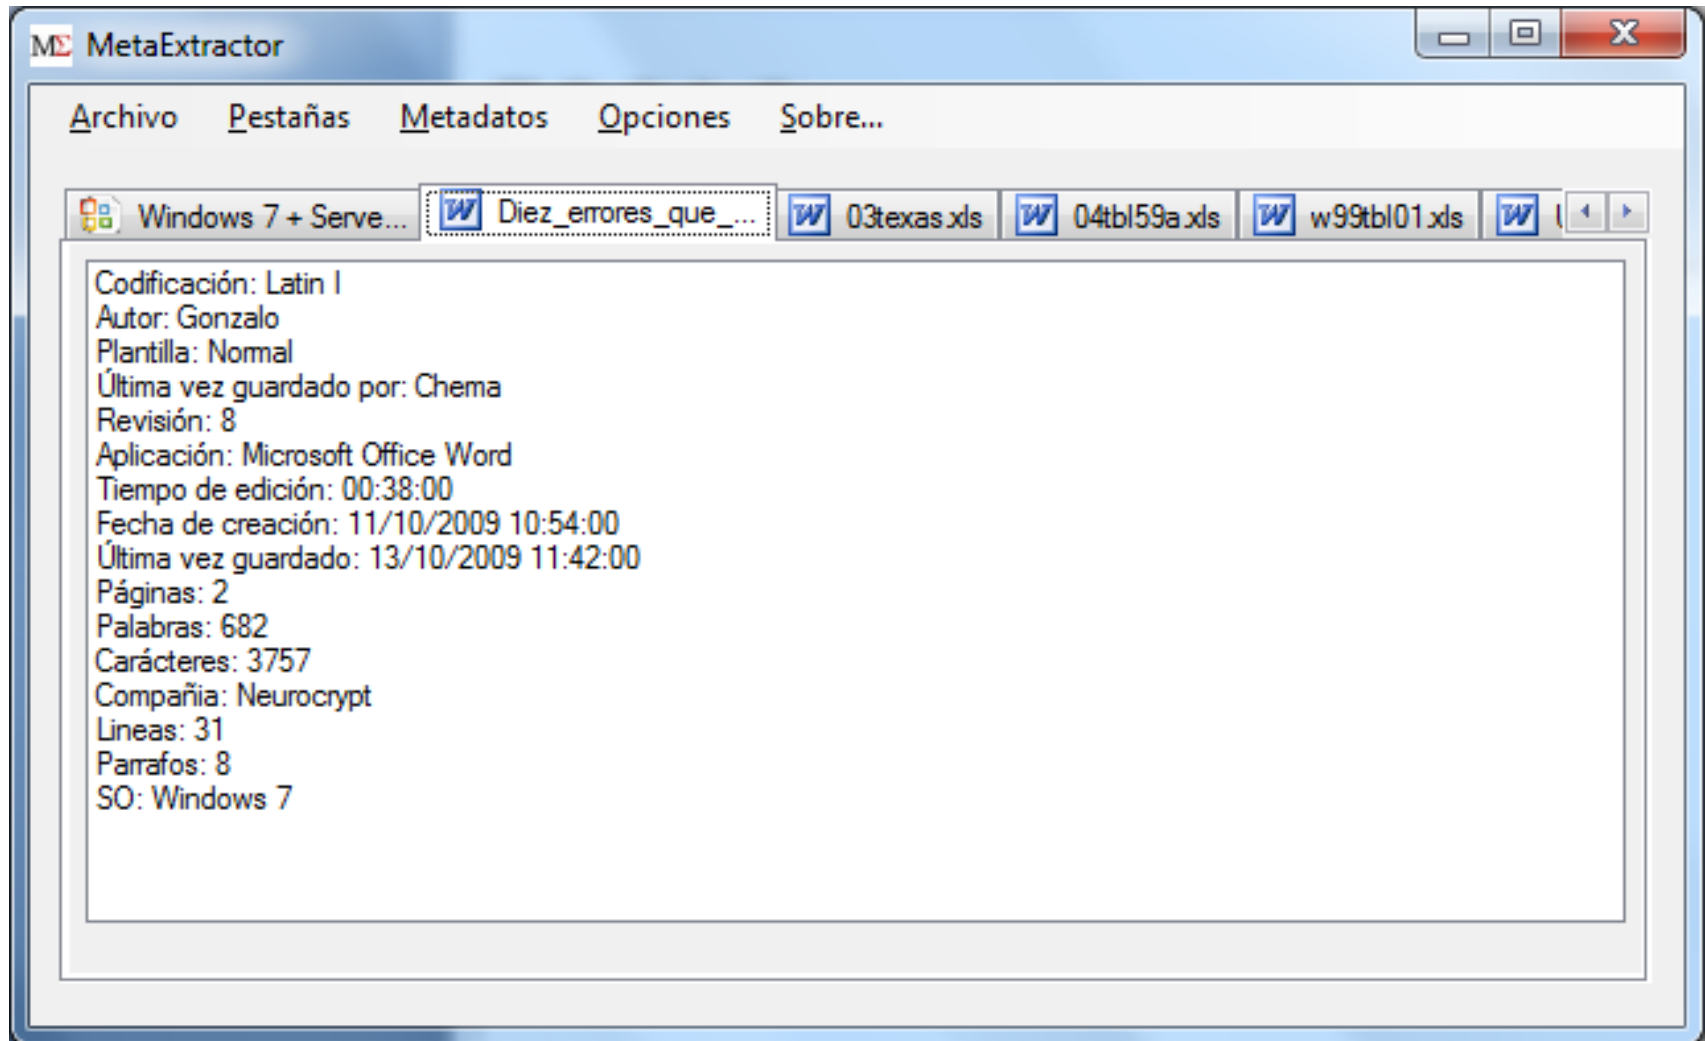 MΣ MetaExtractor
Archivo Pestañas Metadatos Opciones Sobre...
Windows 7 + Serve... Diez_errores_que_... 03texas.xls 04tbl59a.xls w99tbl01.xls
Codificación: Latin I
Autor: Gonzalo
Plantilla: Normal
Última vez guardado por: Chema
Revisión: 8
Aplicación: Microsoft Office Word
Tiempo de edición: 00:38:00
Fecha de creación: 11/10/2009 10:54:00
Última vez guardado: 13/10/2009 11:42:00
Páginas: 2
Palabras: 682
Carácteres: 3757
Compañia: Neurocrypt
Lineas: 31
Parrafos: 8
SO: Windows 7